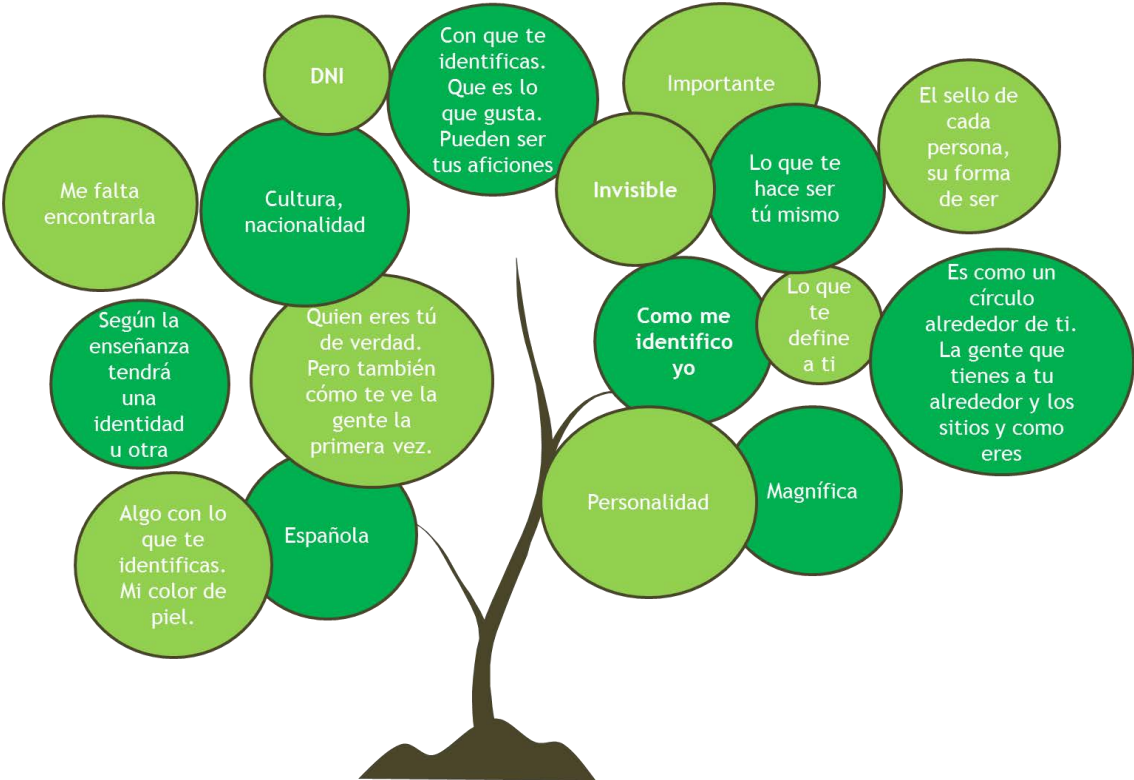 DNI
Con que te
identificas.
Que es lo
que gusta.
Pueden ser
tus aficiones
Importante
El sello de
cada
persona,
su forma
de ser
Me falta
encontrarla
Cultura,
nacionalidad
Invisible
Lo que te
hace ser
tú mismo
Según la
enseñanza
tendrá
una
identidad
u otra
Quien eres tú
de verdad.
Pero también
cómo te ve la
gente la
primera vez.
Como me
identifico
yo
Lo que
te
define
a ti
Es como un
círculo
alrededor de ti.
La gente que
tienes a tu
alrededor y los
sitios y como
eres
Algo con lo
que te
identificas.
Mi color de
piel.
Española
Personalidad
Magnífica